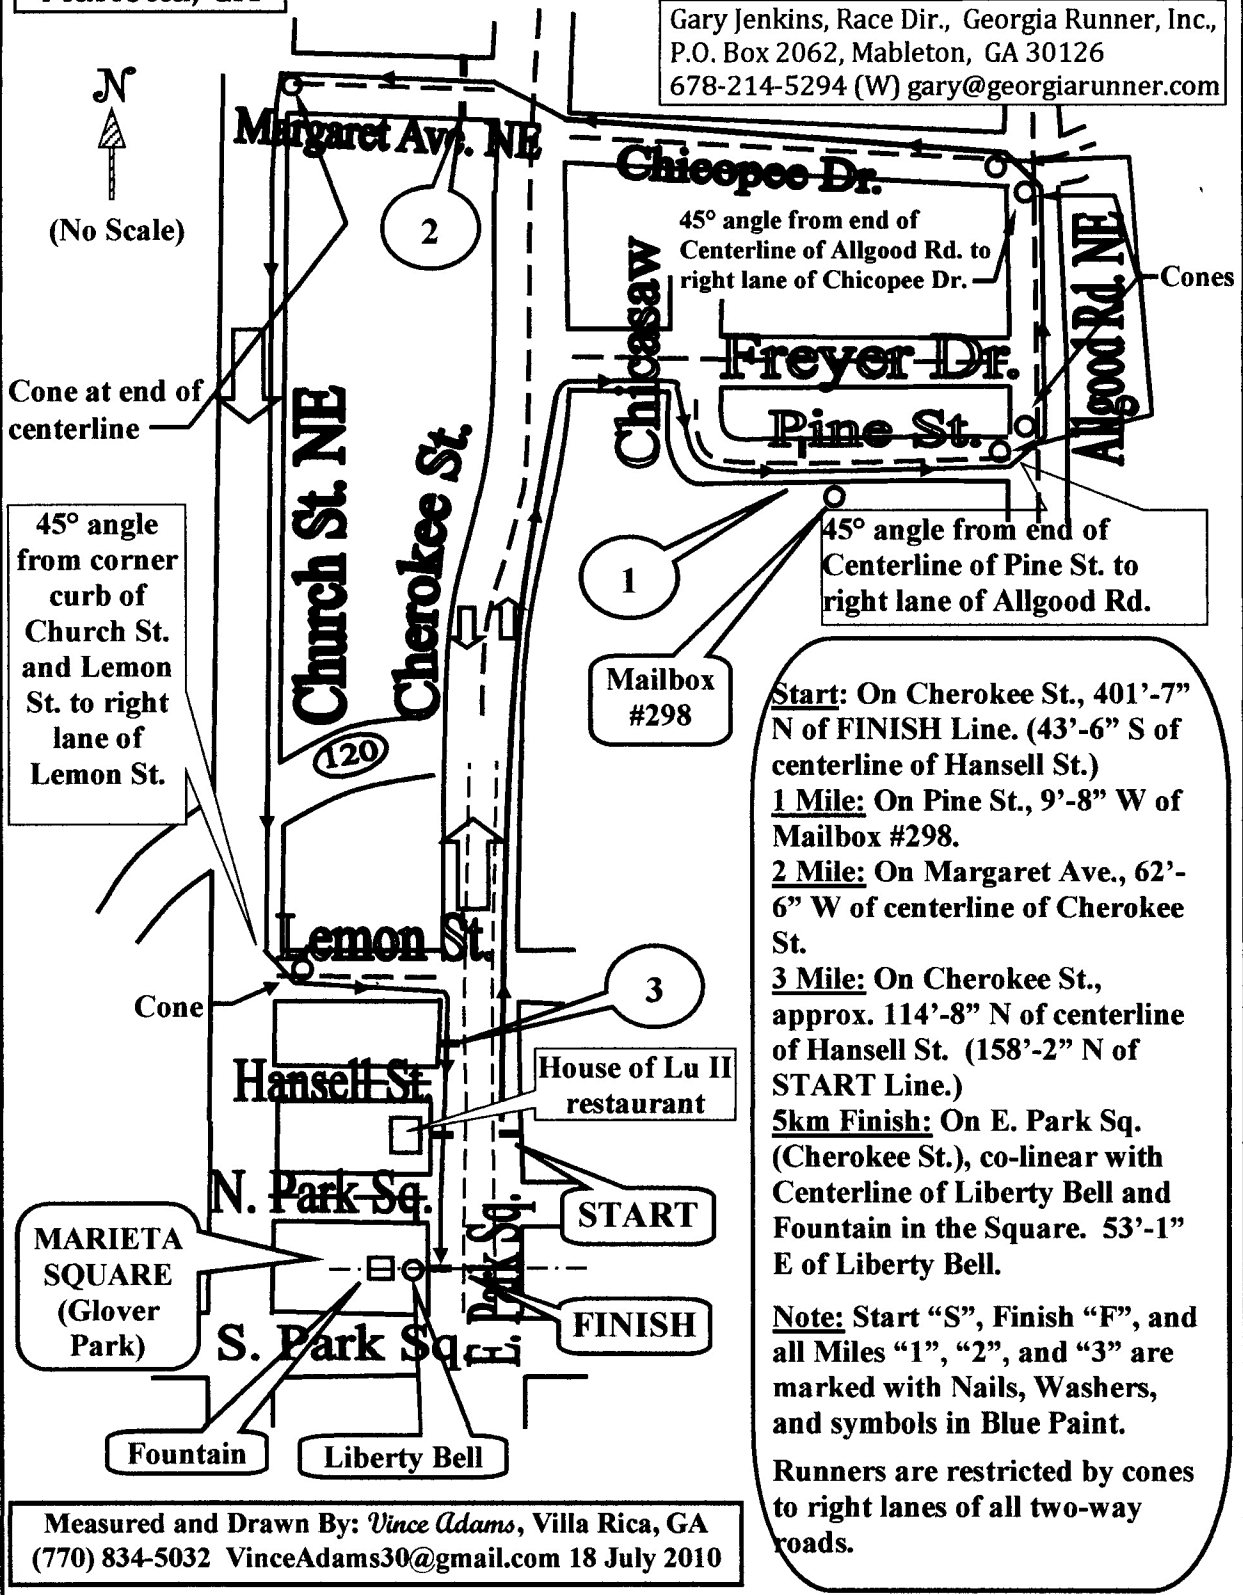 Gary Jenkins, Race Dir., Georgia Runner, Inc.,
P.O. Box 2062, Mableton, GA 30126
678-214-5294 (W) gary@georgiarunner.com
N
(No Scale)
Margaret Ave. NE
Chicopee Dr.
2
45° angle from end of
Centerline of Allgood Rd. to
right lane of Chicopee Dr.
Chicasaw
Allgood Rd. NE
Cones
Freyer Dr.
Pine St.
Cone at end of
centerline
Church St. NE
Cherokee St.
45° angle
from corner
curb of
Church St.
and Lemon
St. to right
lane of
Lemon St.
1
45° angle from end of
Centerline of Pine St. to
right lane of Allgood Rd.
Mailbox
#298
120
Start: On Cherokee St., 401’-7”
N of FINISH Line. (43’-6” S of
centerline of Hansell St.)
1 Mile: On Pine St., 9’-8” W of
Mailbox #298.
2 Mile: On Margaret Ave., 62’-
6” W of centerline of Cherokee
St.
3 Mile: On Cherokee St.,
approx. 114’-8” N of centerline
of Hansell St. (158’-2” N of
START Line.)
5km Finish: On E. Park Sq.
(Cherokee St.), co-linear with
Centerline of Liberty Bell and
Fountain in the Square. 53’-1”
E of Liberty Bell.
Note: Start “S”, Finish “F”, and
all Miles “1”, “2”, and “3” are
marked with Nails, Washers,
and symbols in Blue Paint.
Runners are restricted by cones
to right lanes of all two-way
roads.
Lemon St.
Cone
3
Hansell St.
House of Lu II
restaurant
N. Park Sq.
START
E. Park Sq.
MARIETA
SQUARE
(Glover
Park)
FINISH
S. Park Sq.
Fountain
Liberty Bell
Measured and Drawn By: Vince Adams, Villa Rica, GA
(770) 834-5032 VinceAdams30@gmail.com 18 July 2010